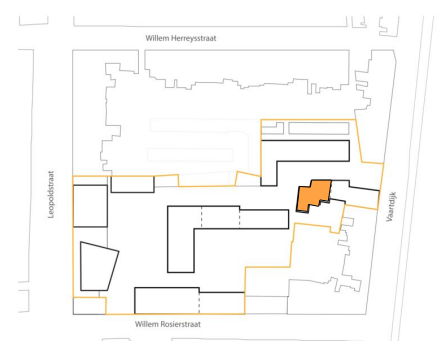 Willem Herreysstraat
Leopoldstraat
Vaartdijk
Willem Rosierstraat